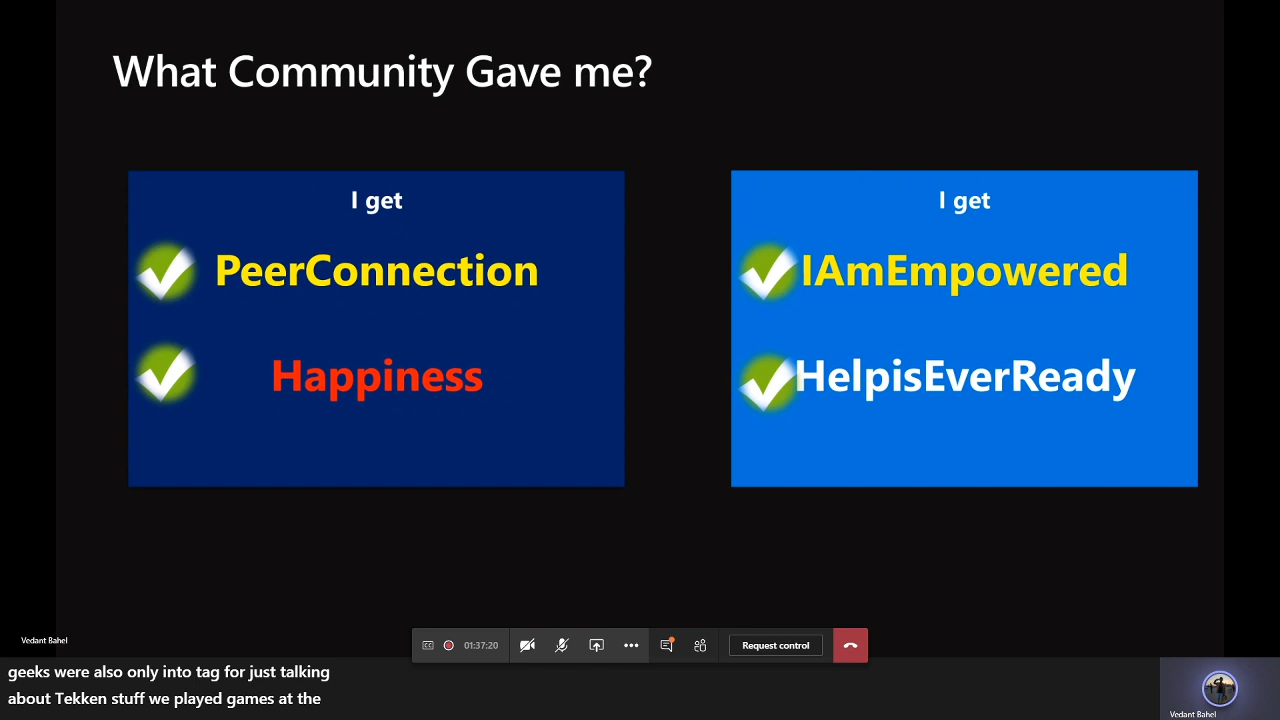 What Community Gave me?
I get
PeerConnection
Happiness
I get
IAmEmpowered
HelpisEverReady
Vedant Bahel
CC
01:37:20
Request control
geeks were also only into tag for just talking
about Tekken stuff we played games at the
Vedant Bahel